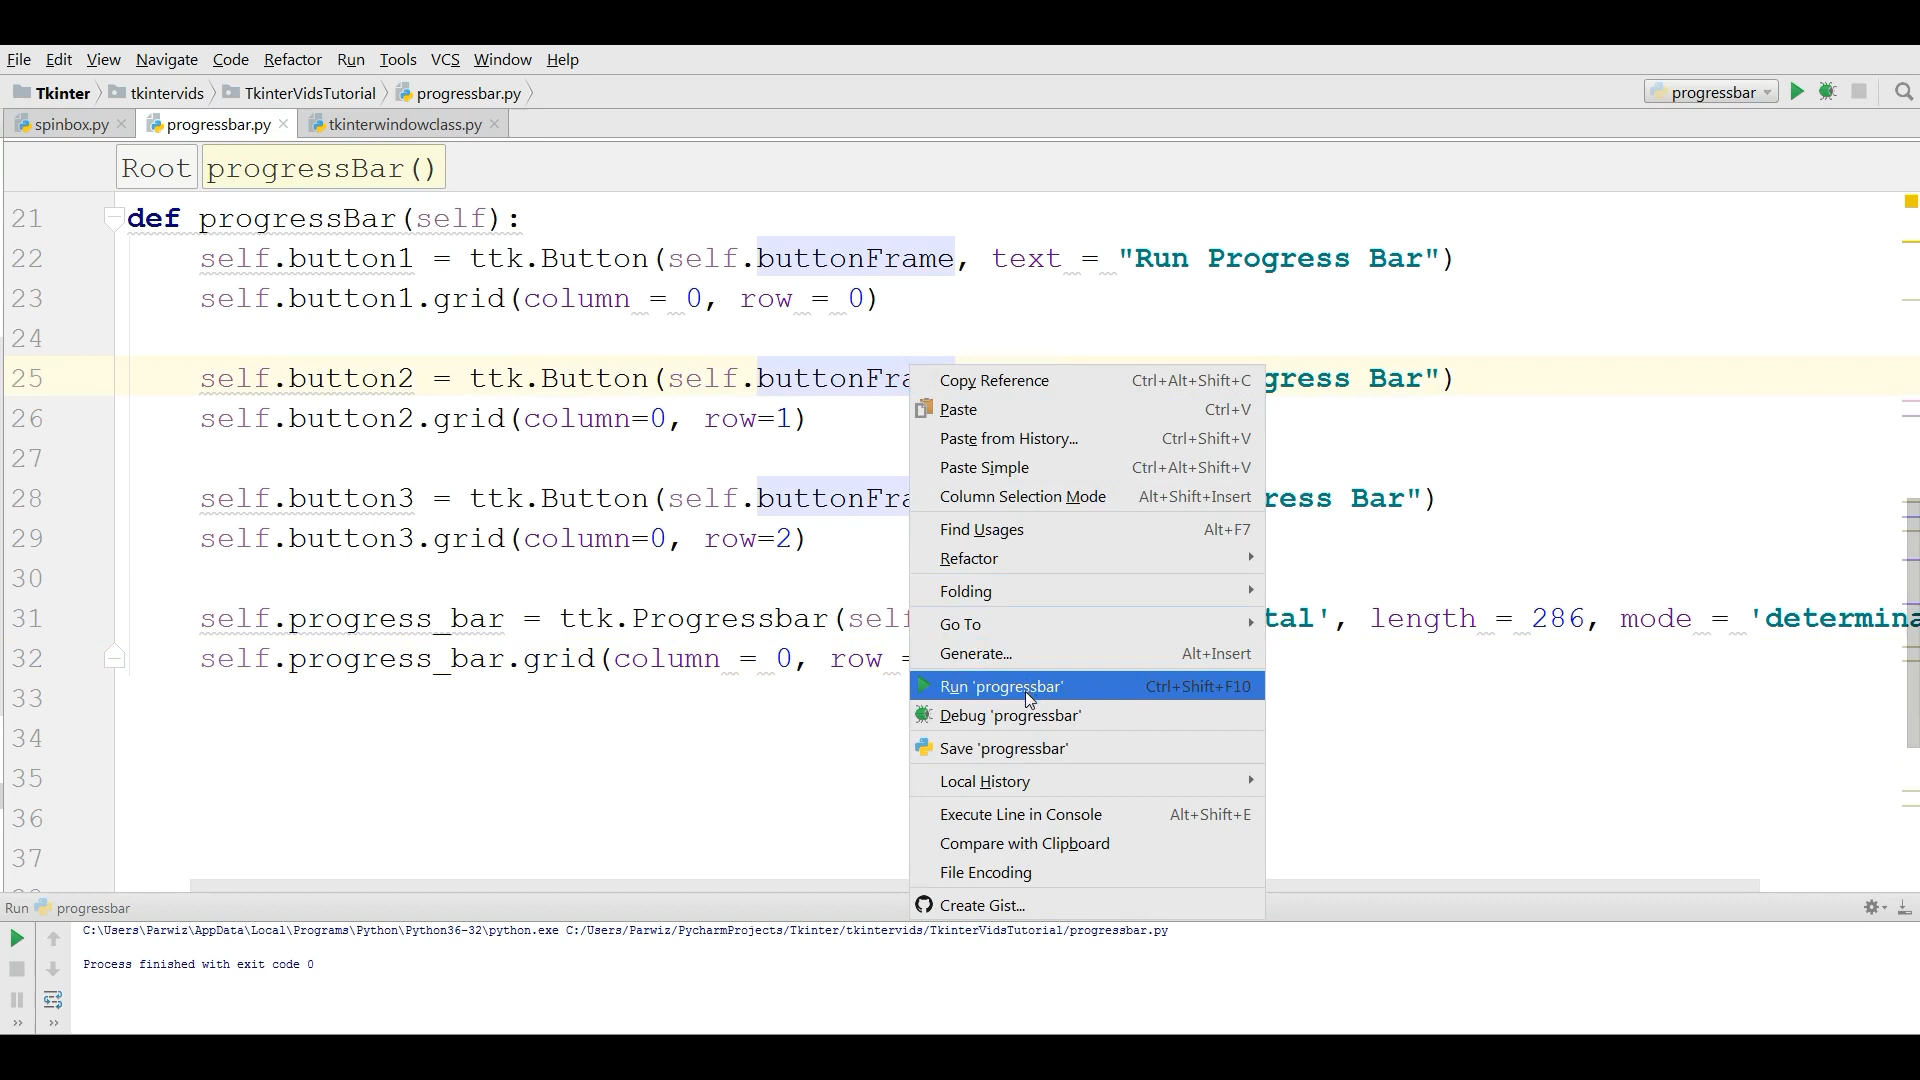 File Edit View Navigate Code Refactor Run Tools VCS Window Help
Tkinter tkintervids TkinterVidsTutorial progressbar.py progressbar
spinbox.py progressbar.py tkinterwindowclass.py
Root progressBar()
21 def progressBar(self):
22 self.button1 = ttk.Button(self.buttonFrame, text = "Run Progress Bar")
23 self.button1.grid(column = 0, row = 0)
24
25 self.button2 = ttk.Button(self.buttonFra gress Bar")
26 self.button2.grid(column=0, row=1)
27
28 self.button3 = ttk.Button(self.buttonFra ress Bar")
29 self.button3.grid(column=0, row=2)
30
31 self.progress_bar = ttk.Progressbar(self tal', length = 286, mode = 'determina
32 self.progress_bar.grid(column = 0, row =
33
34
35
36
37
Copy Reference Ctrl+Alt+Shift+C
Paste Ctrl+V
Paste from History... Ctrl+Shift+V
Paste Simple Ctrl+Alt+Shift+V
Column Selection Mode Alt+Shift+Insert
Find Usages Alt+F7
Refactor
Folding
Go To
Generate... Alt+Insert
Run 'progressbar' Ctrl+Shift+F10
Debug 'progressbar'
Save 'progressbar'
Local History
Execute Line in Console Alt+Shift+E
Compare with Clipboard
File Encoding
Create Gist...
Run progressbar
C:\Users\Parwiz\AppData\Local\Programs\Python\Python36-32\python.exe C:/Users/Parwiz/PycharmProjects/Tkinter/tkintervids/TkinterVidsTutorial/progressbar.py
Process finished with exit code 0